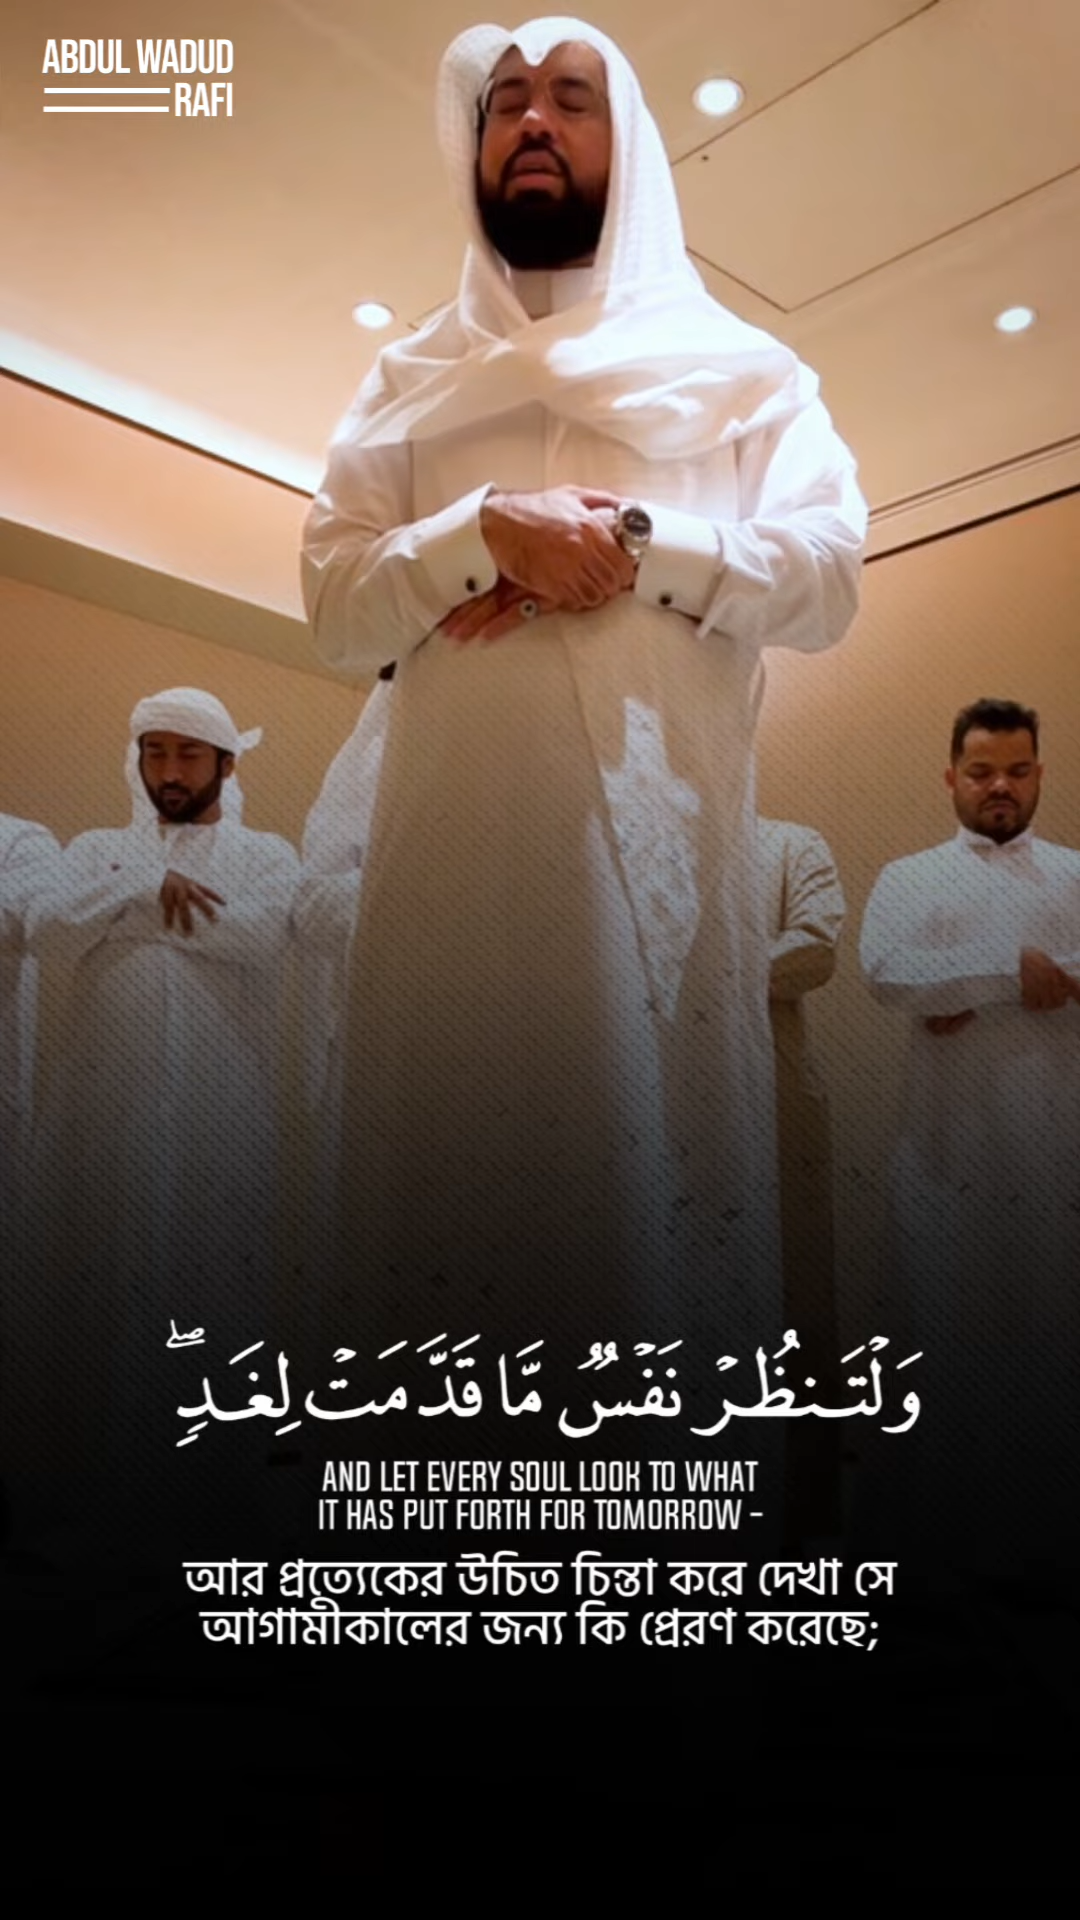 ABDUL WADUD
RAFI
وَلْتَنظُرْ نَفْسٌ مَّا قَدَّمَتْ لِغَدٍ ۖ
AND LET EVERY SOUL LOOK TO WHAT
IT HAS PUT FORTH FOR TOMORROW -
আর প্রত্যেকের উচিত চিন্তা করে দেখা সে
আগামীকালের জন্য কি প্রেরণ করেছে;